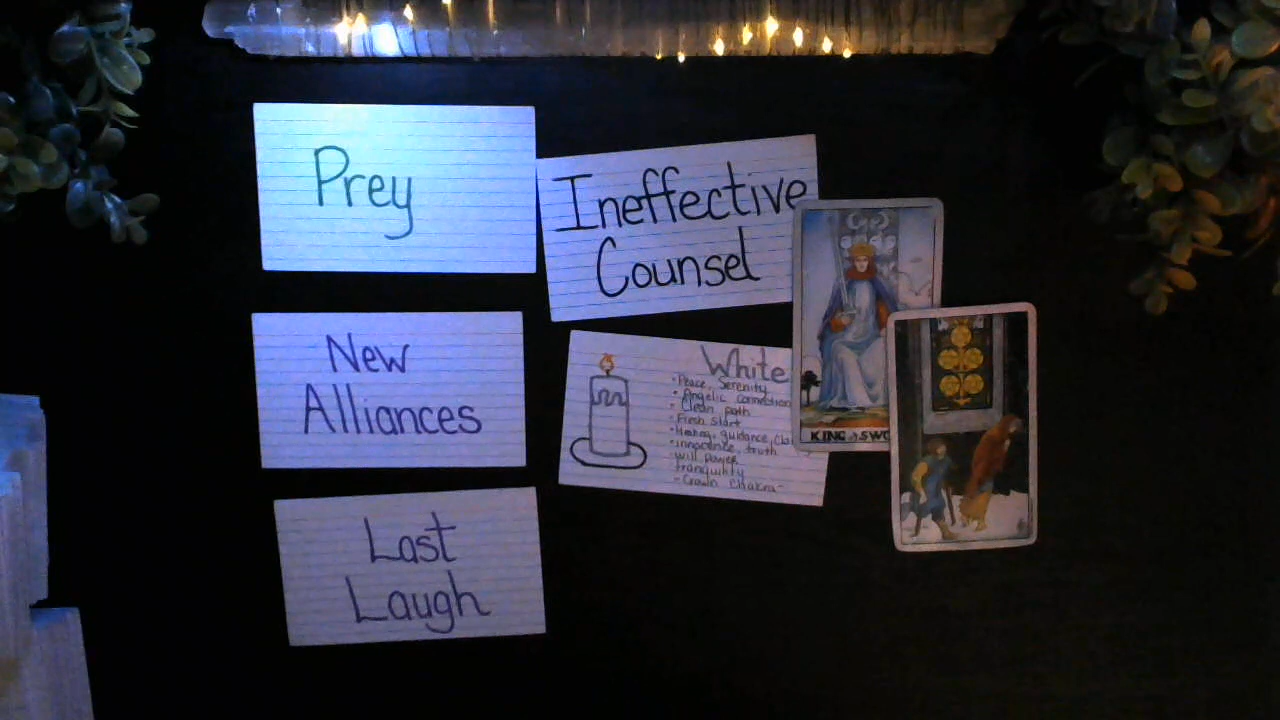 Prey
Ineffective
Counsel
New
Alliances
White
• Peace, Serenity
• Angelic connection
• Clean path
• Fresh start
• Healing, guidance,
• innocence, truth
- will power
tranquility
- Crown Chakra -
KING
SWO
Last
Laugh